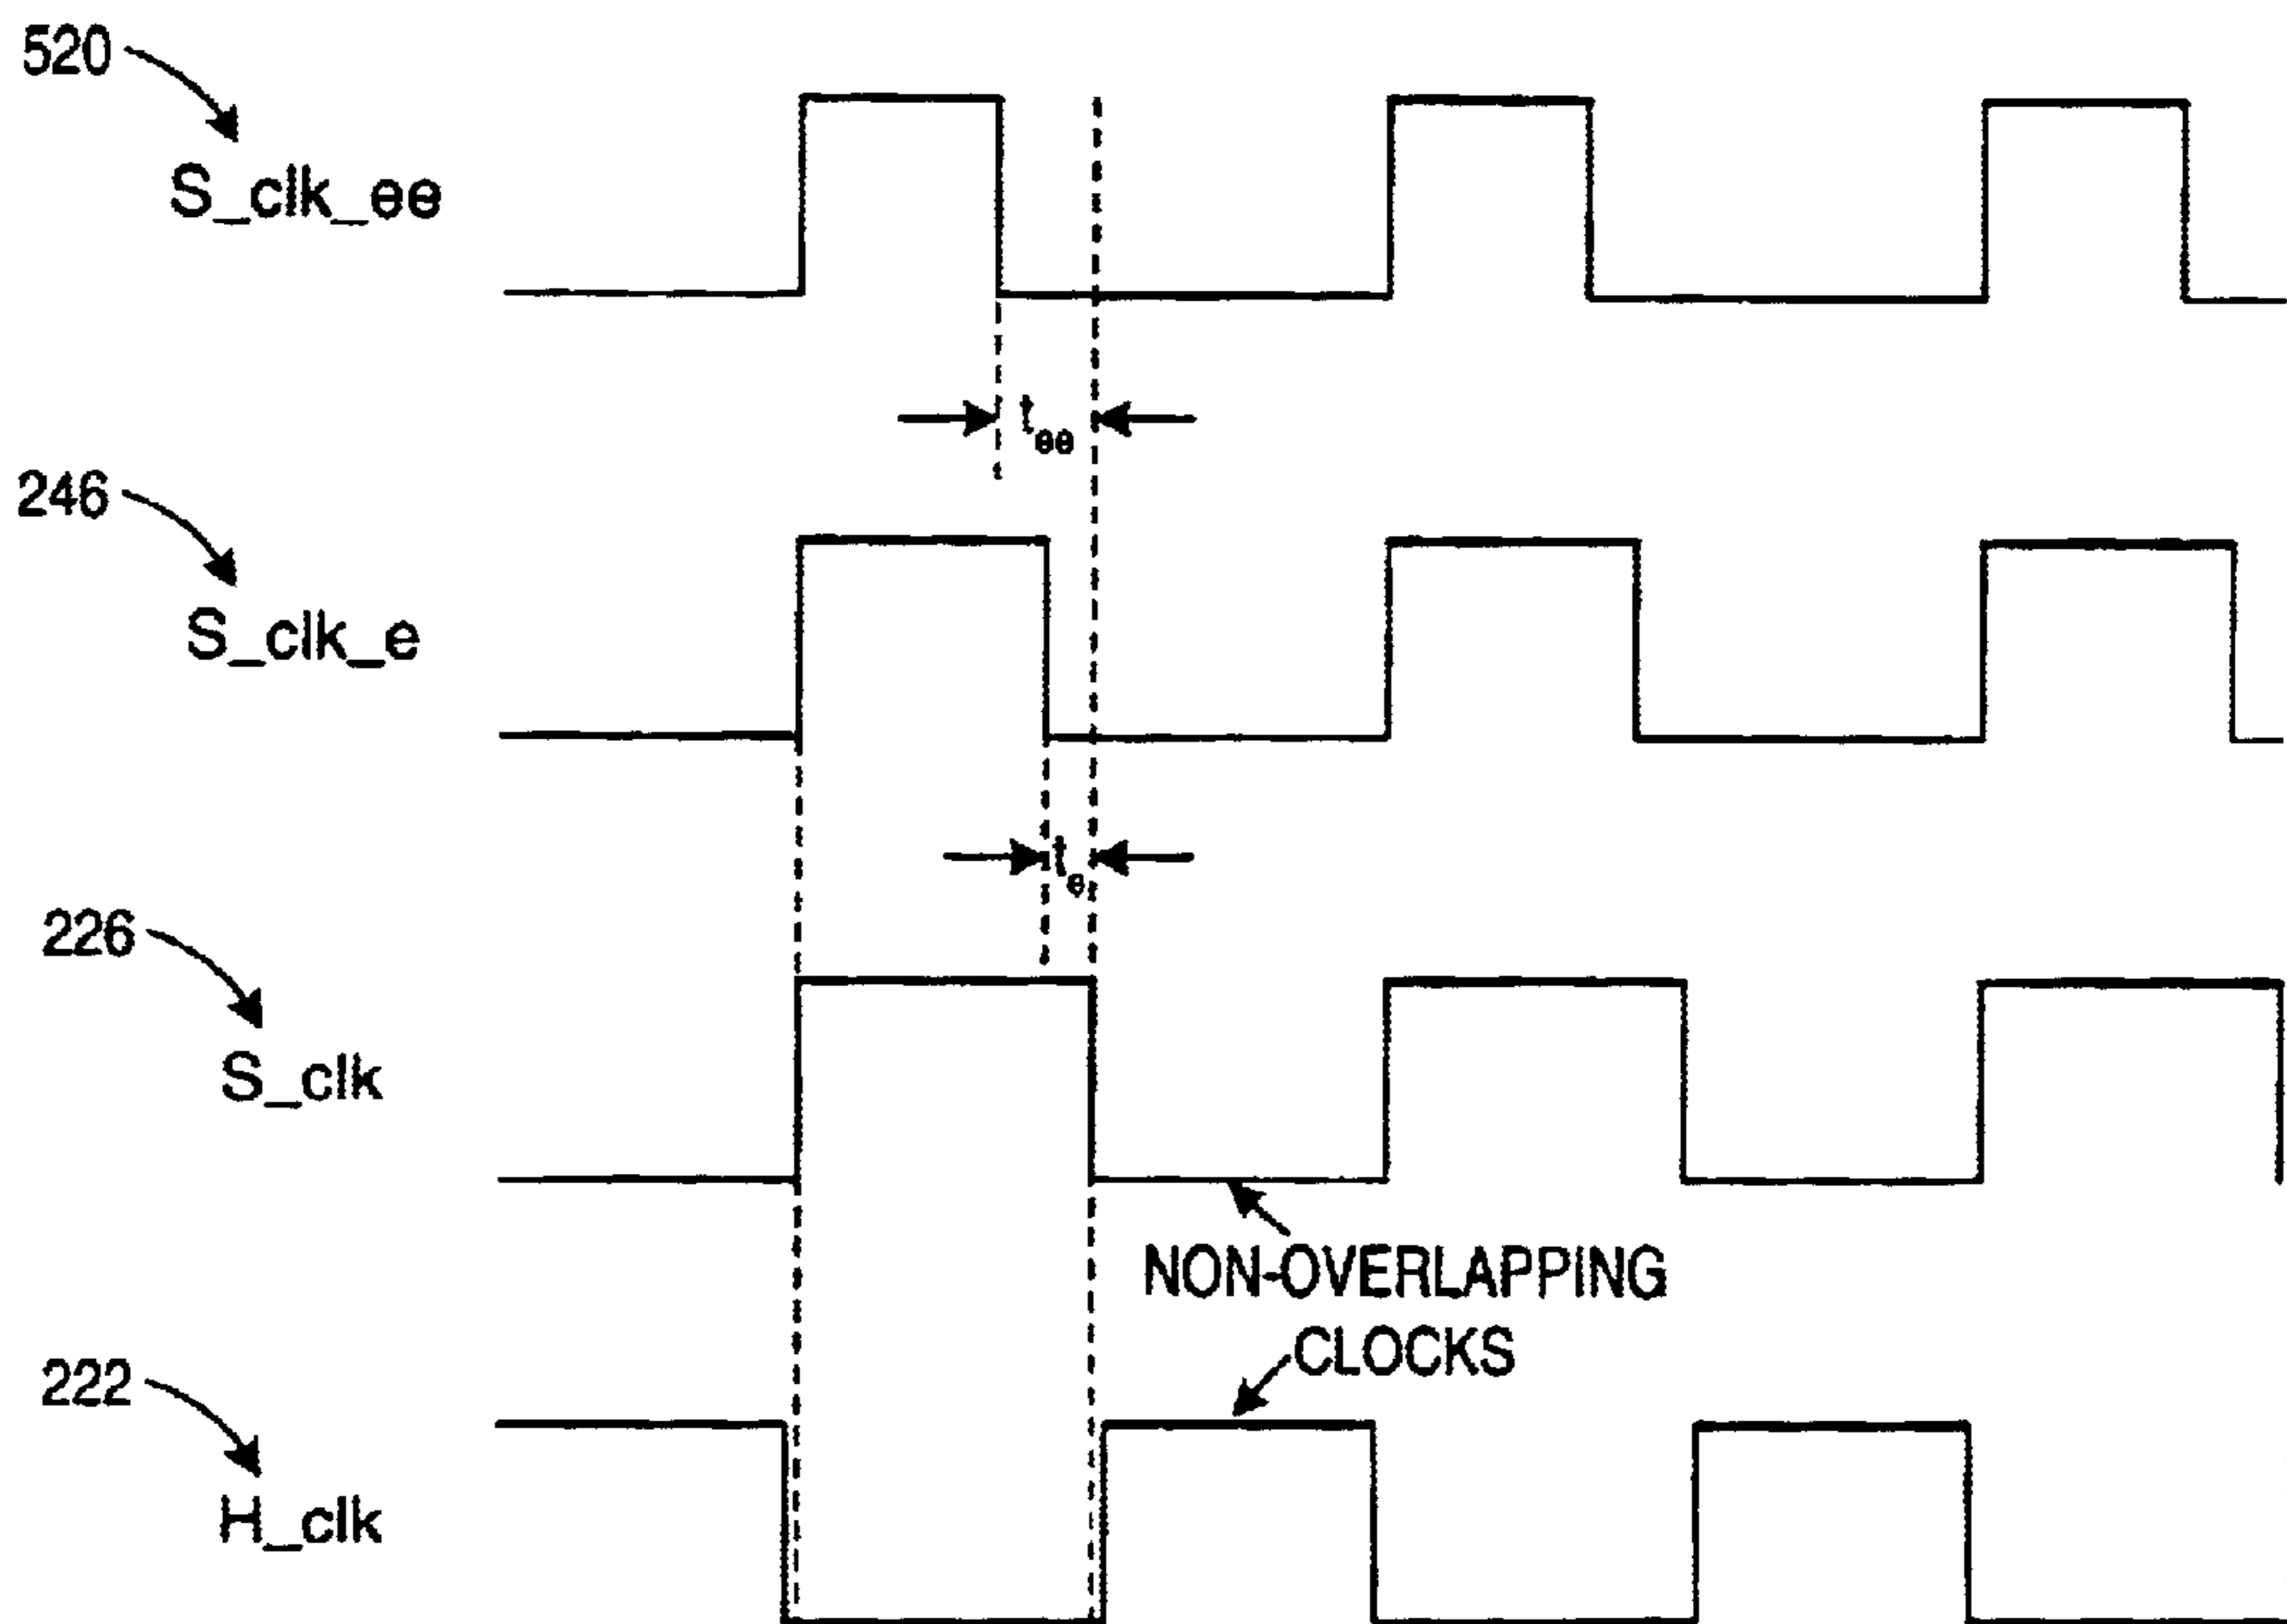 520
S_clk_ee
t_ee
246
S_clk_e
t_e
226
S_clk
NON-OVERLAPPING
CLOCKS
222
H_clk